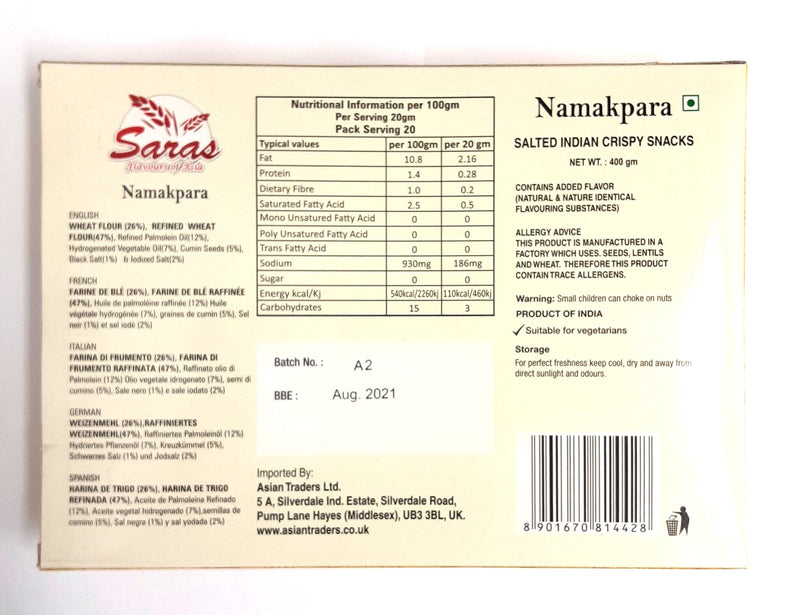 Saras
Flavours of Asia
Namakpara
ENGLISH
WHEAT FLOUR (26%), REFINED WHEAT
FLOUR(47%), Refined Palmolein Oil(12%),
Hydrogenated Vegetable Oil(7%), Cumin Seeds (5%),
Black Salt(1%) & Iodized Salt(2%)
FRENCH
FARINE DE BLÉ (26%), FARINE DE BLÉ RAFFINÉE
(47%), Huile de palmoléine raffinée (12%) Huile
végétale hydrogénée (7%), graines de cumin (5%), Sel
noir (1%) et sel iodé (2%)
ITALIAN
FARINA DI FRUMENTO (26%), FARINA DI
FRUMENTO RAFFINATA (47%), Raffinato olio di
Palmolein (12%) Olio vegetale idrogenato (7%), semi di
cumino (5%), Sale nero (1%) e sale iodato (2%)
GERMAN
WEIZENMEHL (26%),RAFFINIERTES
WEIZENMEHL(47%), Raffiniertes Palmoleinöl (12%)
Hydriertes Pflanzenöl (7%), Kreuzkümmel (5%),
Schwarzes Salz (1%) und Jodsalz (2%)
SPANISH
HARINA DE TRIGO (26%), HARINA DE TRIGO
REFINADA (47%), Aceite de Palmoleina Refinado
(12%), Aceite vegetal hidrogenado (7%),semillas de
comino (5%), Sal negra (1%) y sal yodada (2%)
Nutritional Information per 100gm
Per Serving 20gm
Pack Serving 20
Typical values per 100gm per 20 gm
Fat 10.8 2.16
Protein 1.4 0.28
Dietary Fibre 1.0 0.2
Saturated Fatty Acid 2.5 0.5
Mono Unsatured Fatty Acid 0 0
Poly Unsatured Fatty Acid 0 0
Trans Fatty Acid 0 0
Sodium 930mg 186mg
Sugar 0 0
Energy kcal/Kj 540kcal/2260kj 110kcal/460kj
Carbohydrates 15 3
Batch No. : A2
BBE : Aug. 2021
Imported By:
Asian Traders Ltd.
5 A, Silverdale Ind. Estate, Silverdale Road,
Pump Lane Hayes (Middlesex), UB3 3BL, UK.
www.asiantraders.co.uk
Namakpara
SALTED INDIAN CRISPY SNACKS
NET WT. : 400 gm
CONTAINS ADDED FLAVOR
(NATURAL & NATURE IDENTICAL
FLAVOURING SUBSTANCES)
ALLERGY ADVICE
THIS PRODUCT IS MANUFACTURED IN A
FACTORY WHICH USES. SEEDS, LENTILS
AND WHEAT. THEREFORE THIS PRODUCT
CONTAIN TRACE ALLERGENS.
Warning: Small children can choke on nuts
PRODUCT OF INDIA
✓ Suitable for vegetarians
Storage
For perfect freshness keep cool, dry and away from
direct sunlight and odours.
8 901670 814428